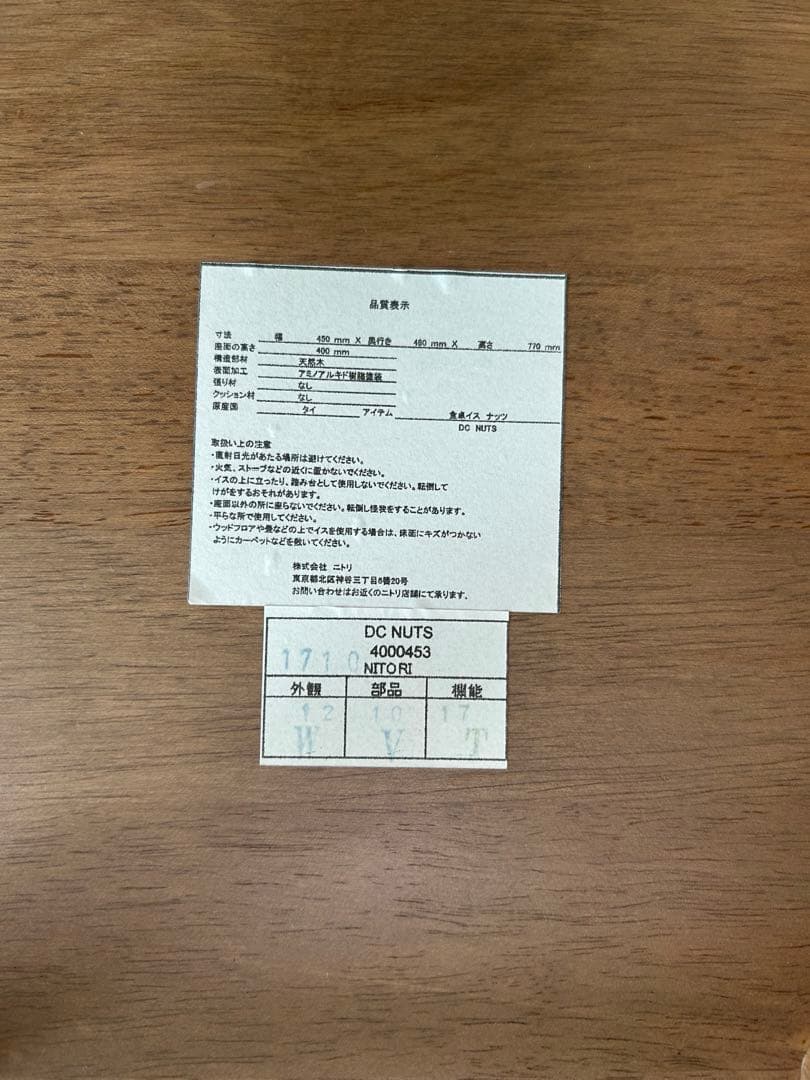 品質表示
寸法 幅 450 mm X 奥行き 480 mm X 高さ 770 mm
座面の高さ 400 mm
構造部材 天然木
表面加工 アミノアルキド樹脂塗装
張り材 なし
クッション材 なし
原産国 タイ アイテム 食卓イス ナッツ
DC NUTS
取扱い上の注意
・直射日光があたる場所は避けてください。
・火気、ストーブなどの近くに置かないでください。
・イスの上に立ったり、踏み台として使用しないでください。転倒して
けがをするおそれがあります。
・座面以外の所に座らないでください。転倒し怪我をすることがあります。
・平らな所で使用してください。
・ウッドフロアや畳などの上でイスを使用する場合は、床面にキズがつかない
ようにカーペットなどを敷いてください。
株式会社 ニトリ
東京都北区神谷三丁目6番20号
お問い合わせはお近くのニトリ店舗にて承ります。
DC NUTS
4000453
1710 NITORI
外観 部品 機能
12 10 17
W V T